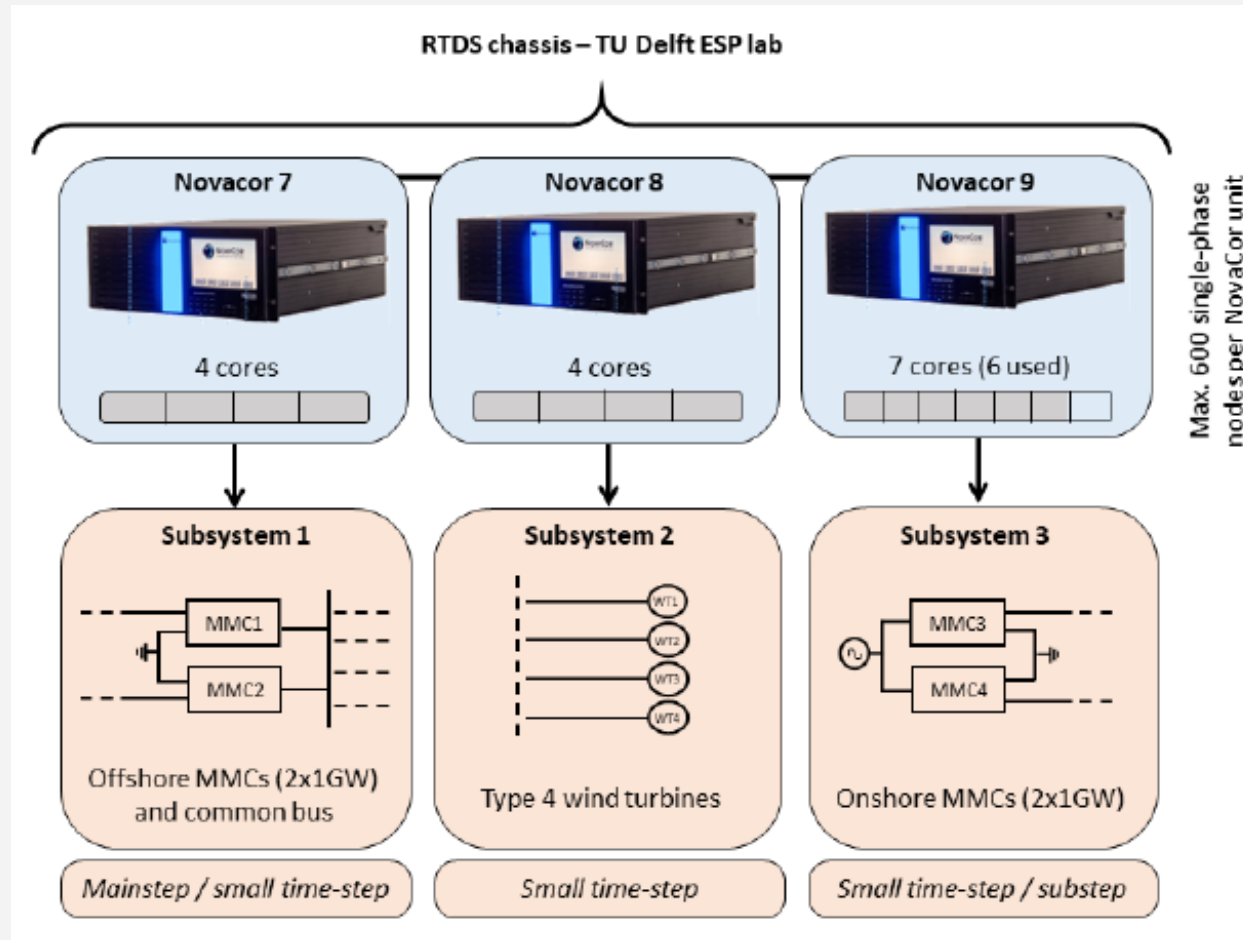 RTDS chassis – TU Delft ESP lab
Novacor 7
Novacor 8
Novacor 9
NovaCor
NovaCor
NovaCor
4 cores
4 cores
7 cores (6 used)
Max. 600 single-phase
nodes per NovaCor unit
Subsystem 1
Subsystem 2
Subsystem 3
MMC1
MMC2
WT1
WT2
WT3
WT4
MMC3
MMC4
Offshore MMCs (2x1GW)
and common bus
Type 4 wind turbines
Onshore MMCs (2x1GW)
Mainstep / small time-step
Small time-step
Small time-step / substep